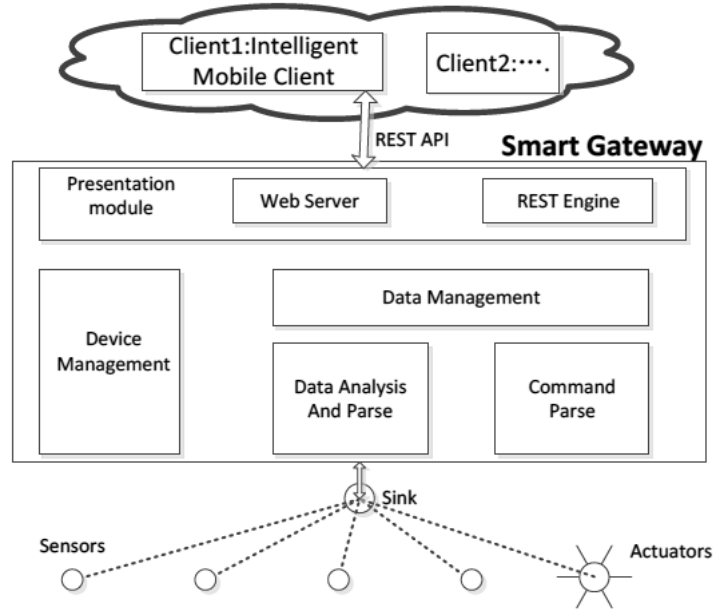 Client1:Intelligent
Mobile Client
Client2:⋯.
REST API
Smart Gateway
Presentation
module
Web Server
REST Engine
Device
Management
Data Management
Data Analysis
And Parse
Command
Parse
Sink
Sensors
Actuators